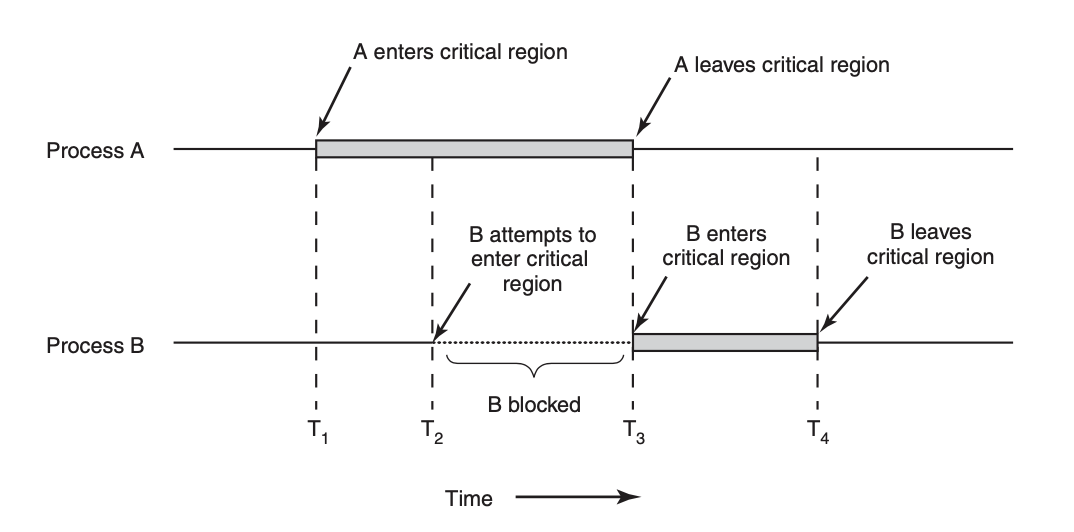 A enters critical region
A leaves critical region
Process A
B attempts to
enter critical
region
B enters
critical region
B leaves
critical region
Process B
B blocked
T1
T2
T3
T4
Time